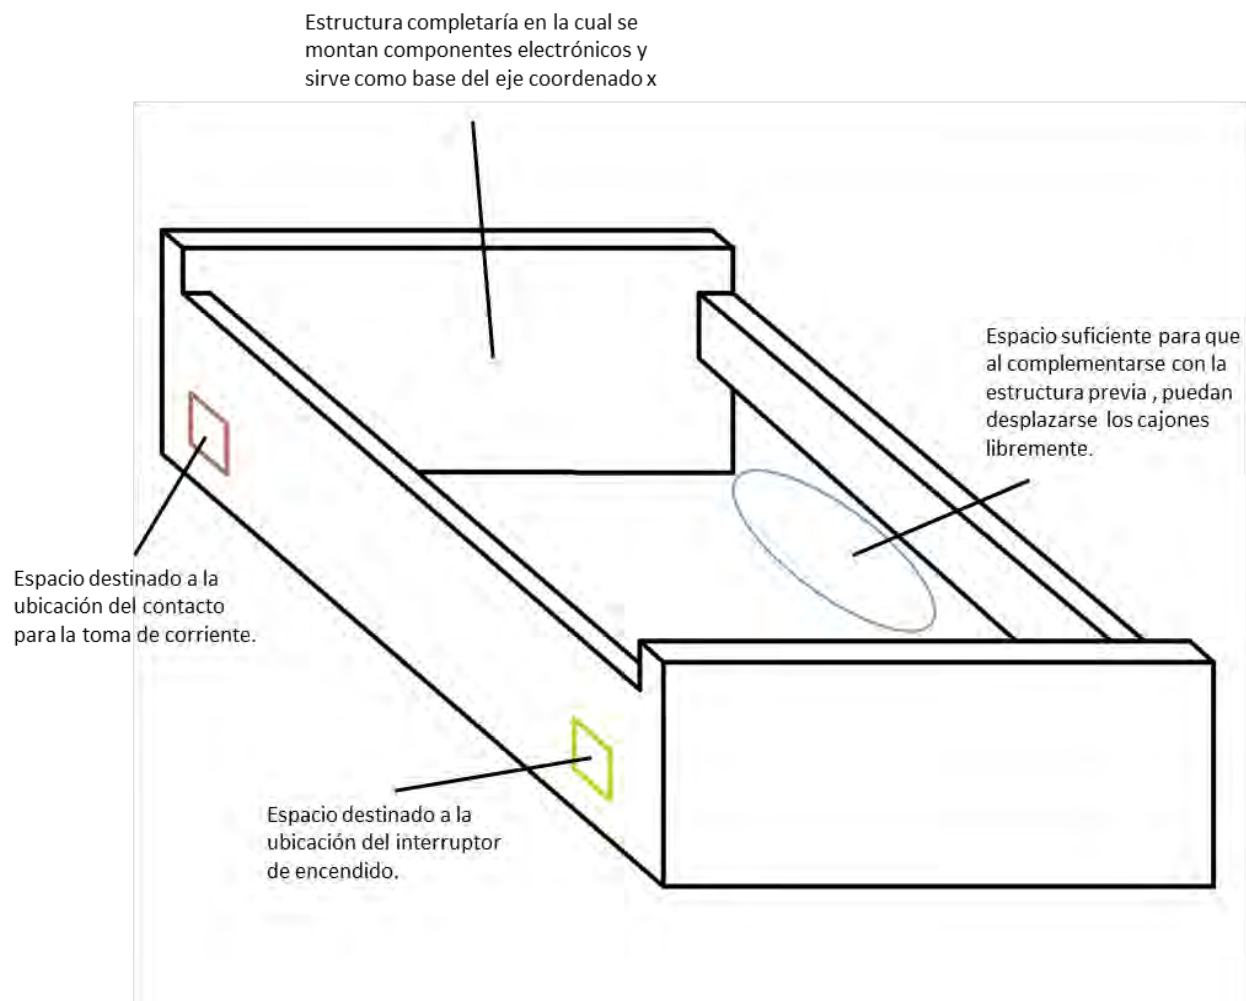 Estructura completaría en la cual se
montan componentes electrónicos y
sirve como base del eje coordenado x
Espacio suficiente para que
al complementarse con la
estructura previa , puedan
desplazarse los cajones
libremente.
Espacio destinado a la
ubicación del contacto
para la toma de corriente.
Espacio destinado a la
ubicación del interruptor
de encendido.